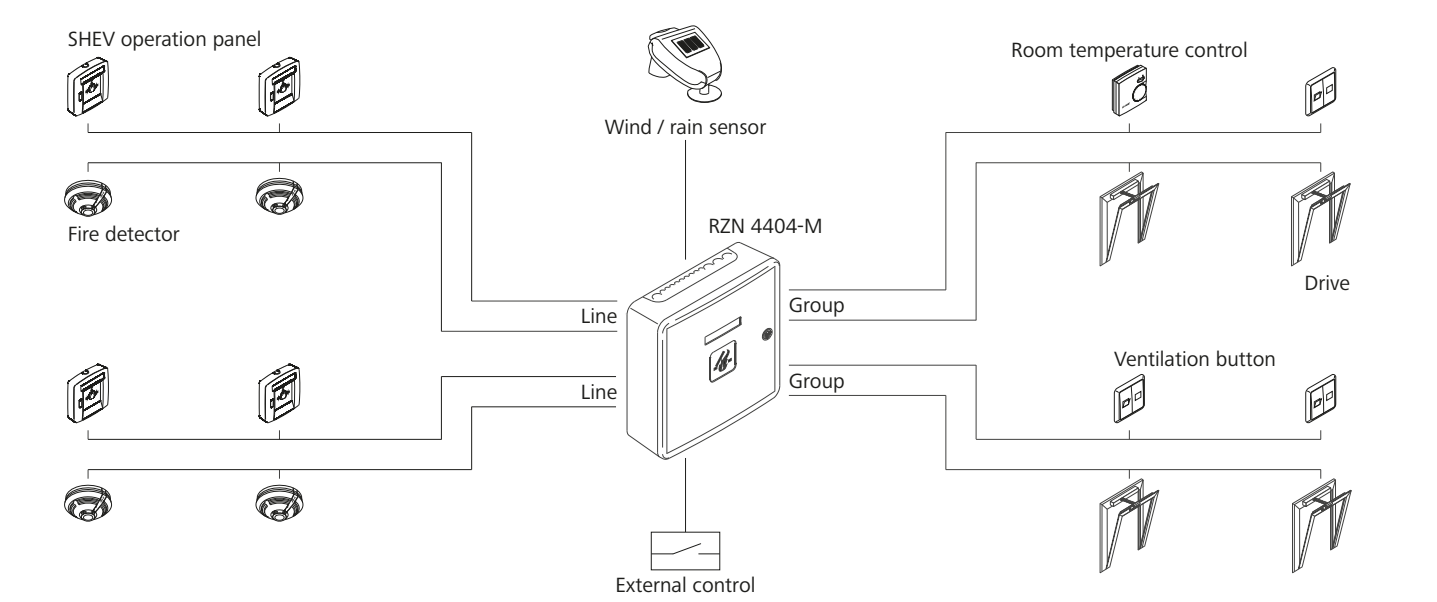 SHEV operation panel
Room temperature control
Wind / rain sensor
Fire detector
RZN 4404-M
Drive
Line
Group
Ventilation button
Line
Group
External control